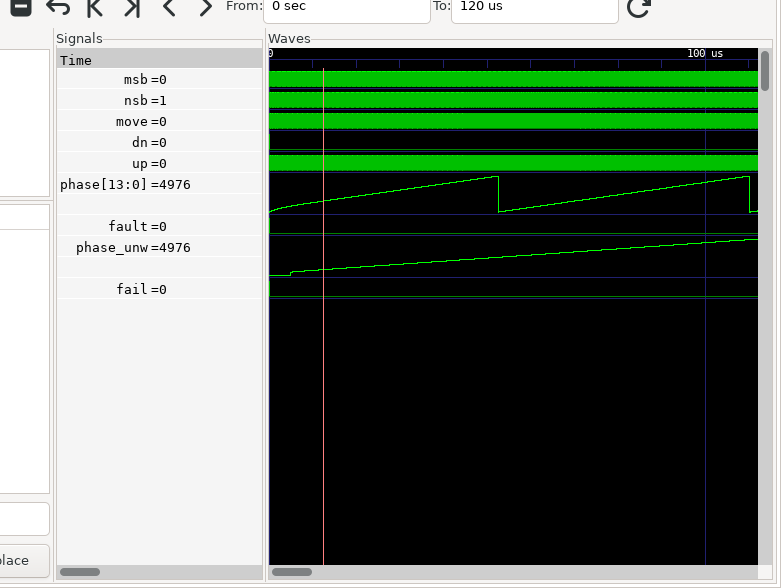 From: 0 sec To: 120 us
Signals
Waves
Time
0 100 us
msb=0
nsb=1
move=0
dn=0
up=0
phase[13:0]=4976
fault=0
phase_unw=4976
fail=0
place